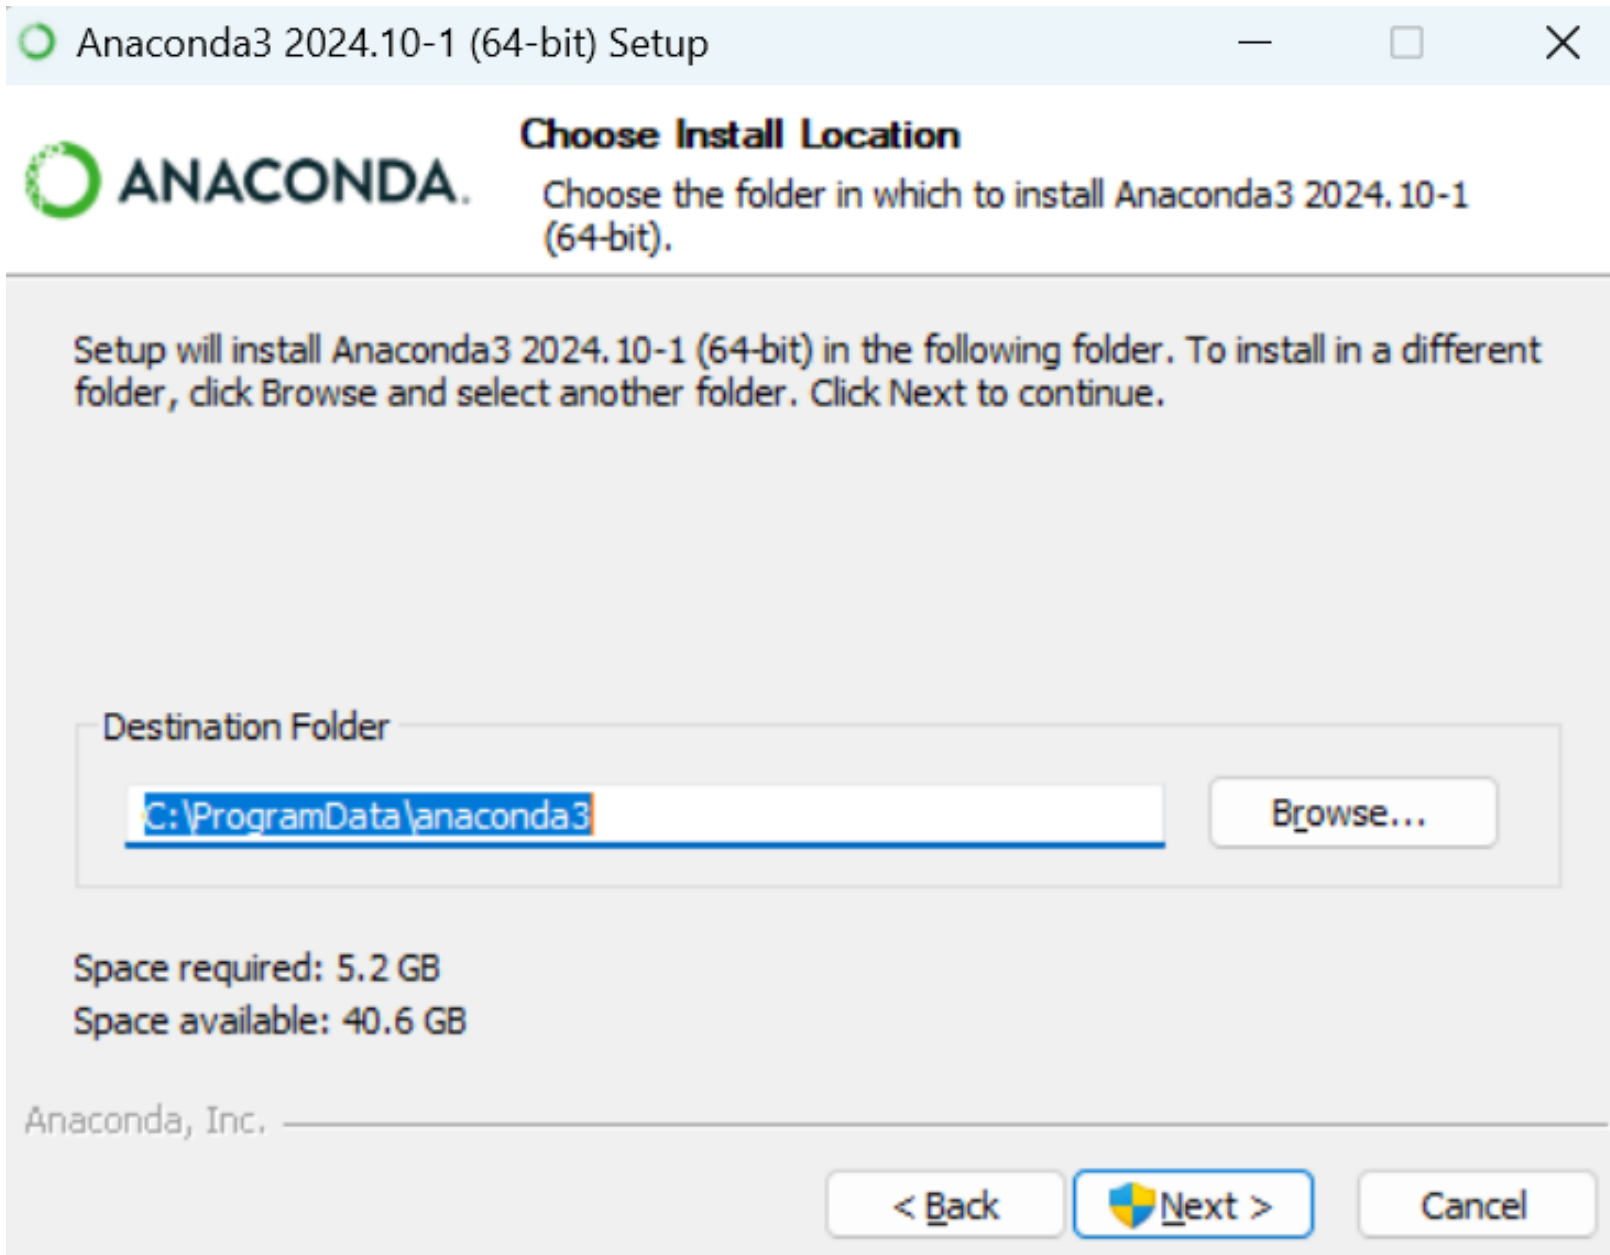 Anaconda3 2024.10-1 (64-bit) Setup
ANACONDA.
Choose Install Location
Choose the folder in which to install Anaconda3 2024.10-1
(64-bit).
Setup will install Anaconda3 2024.10-1 (64-bit) in the following folder. To install in a different
folder, click Browse and select another folder. Click Next to continue.
Destination Folder
C:\ProgramData\anaconda3
Browse...
Space required: 5.2 GB
Space available: 40.6 GB
Anaconda, Inc.
< Back
Next >
Cancel